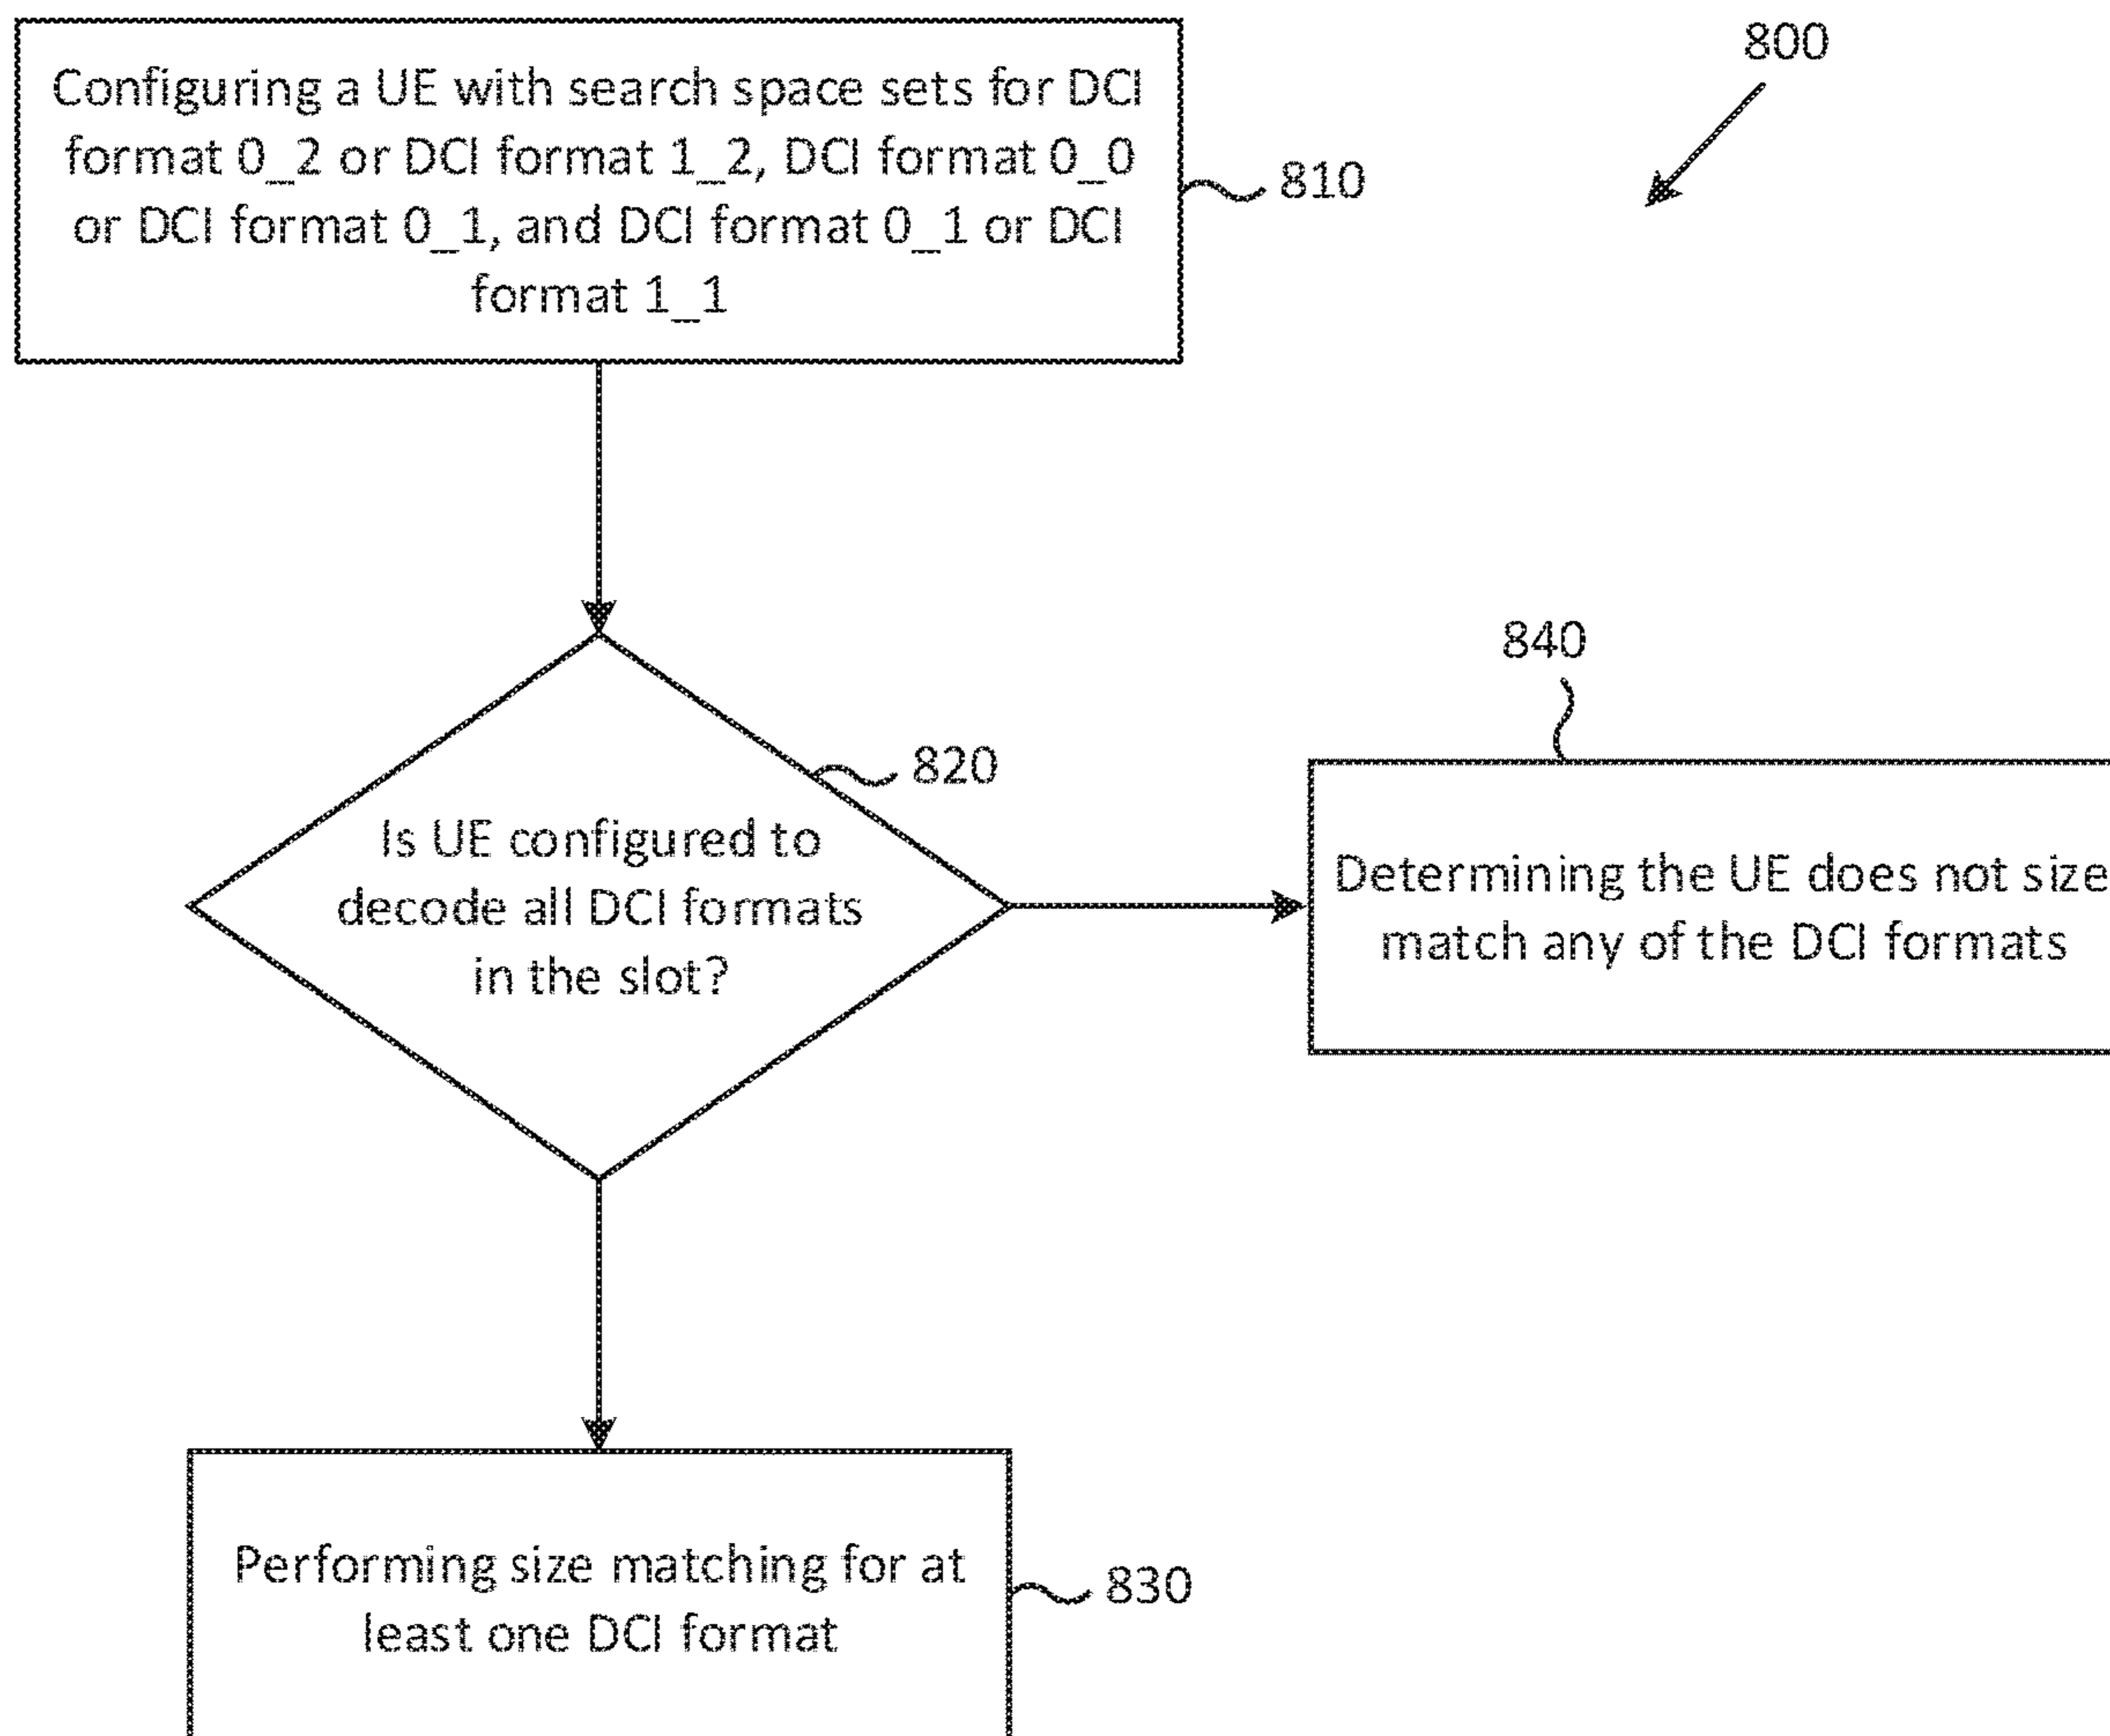 800
Configuring a UE with search space sets for DCI
format 0_2 or DCI format 1_2, DCI format 0_0
or DCI format 0_1, and DCI format 0_1 or DCI
format 1_1
810
840
820
Is UE configured to
decode all DCI formats
in the slot?
Determining the UE does not size
match any of the DCI formats
Performing size matching for at
least one DCI format
830